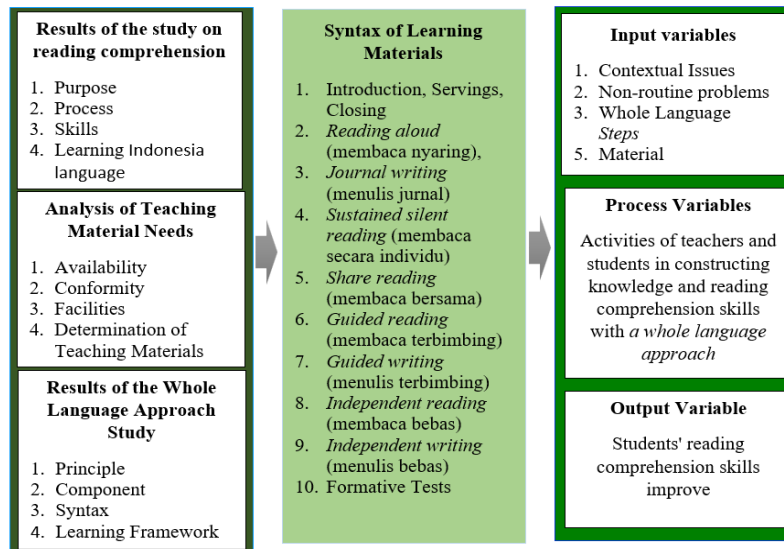 Results of the study on
reading comprehension
1. Purpose
2. Process
3. Skills
4. Learning Indonesia
language
Analysis of Teaching
Material Needs
1. Availability
2. Conformity
3. Facilities
4. Determination of
Teaching Materials
Results of the Whole
Language Approach
Study
1. Principle
2. Component
3. Syntax
4. Learning Framework
Syntax of Learning
Materials
1. Introduction, Servings,
Closing
2. Reading aloud
(membaca nyaring),
3. Journal writing
(menulis jurnal)
4. Sustained silent
reading (membaca
secara individu)
5. Share reading
(membaca bersama)
6. Guided reading
(membaca terbimbing)
7. Guided writing
(menulis terbimbing)
8. Independent reading
(membaca bebas)
9. Independent writing
(menulis bebas)
10. Formative Tests
Input variables
1. Contextual Issues
2. Non-routine problems
3. Whole Language
Steps
5. Material
Process Variables
Activities of teachers and
students in constructing
knowledge and reading
comprehension skills
with a whole language
approach
Output Variable
Students' reading
comprehension skills
improve